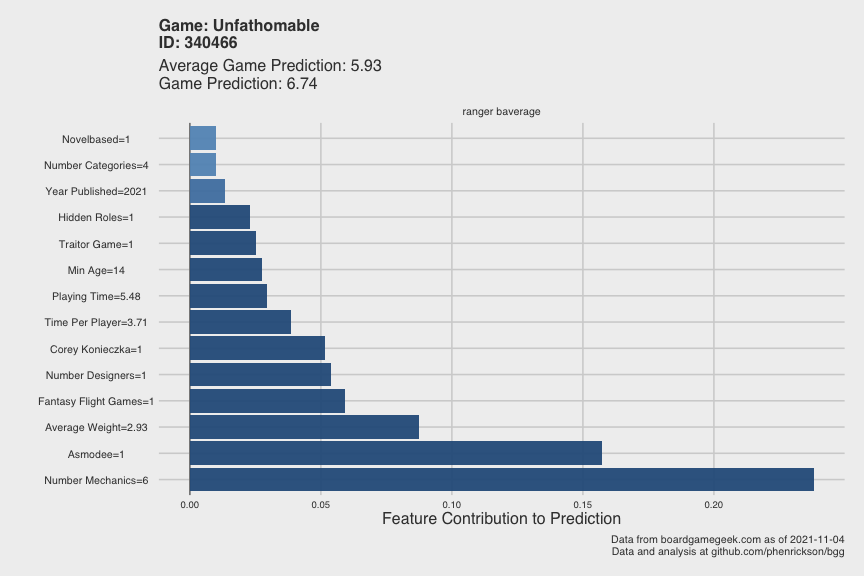 Game: Unfathomable
ID: 340466
Average Game Prediction: 5.93
Game Prediction: 6.74
ranger baverage
Novelbased=1
Number Categories=4
Year Published=2021
Hidden Roles=1
Traitor Game=1
Min Age=14
Playing Time=5.48
Time Per Player=3.71
Corey Konieczka=1
Number Designers=1
Fantasy Flight Games=1
Average Weight=2.93
Asmodee=1
Number Mechanics=6
0.00 0.05 0.10 0.15 0.20
Feature Contribution to Prediction
Data from boardgamegeek.com as of 2021-11-04
Data and analysis at github.com/phenrickson/bgg